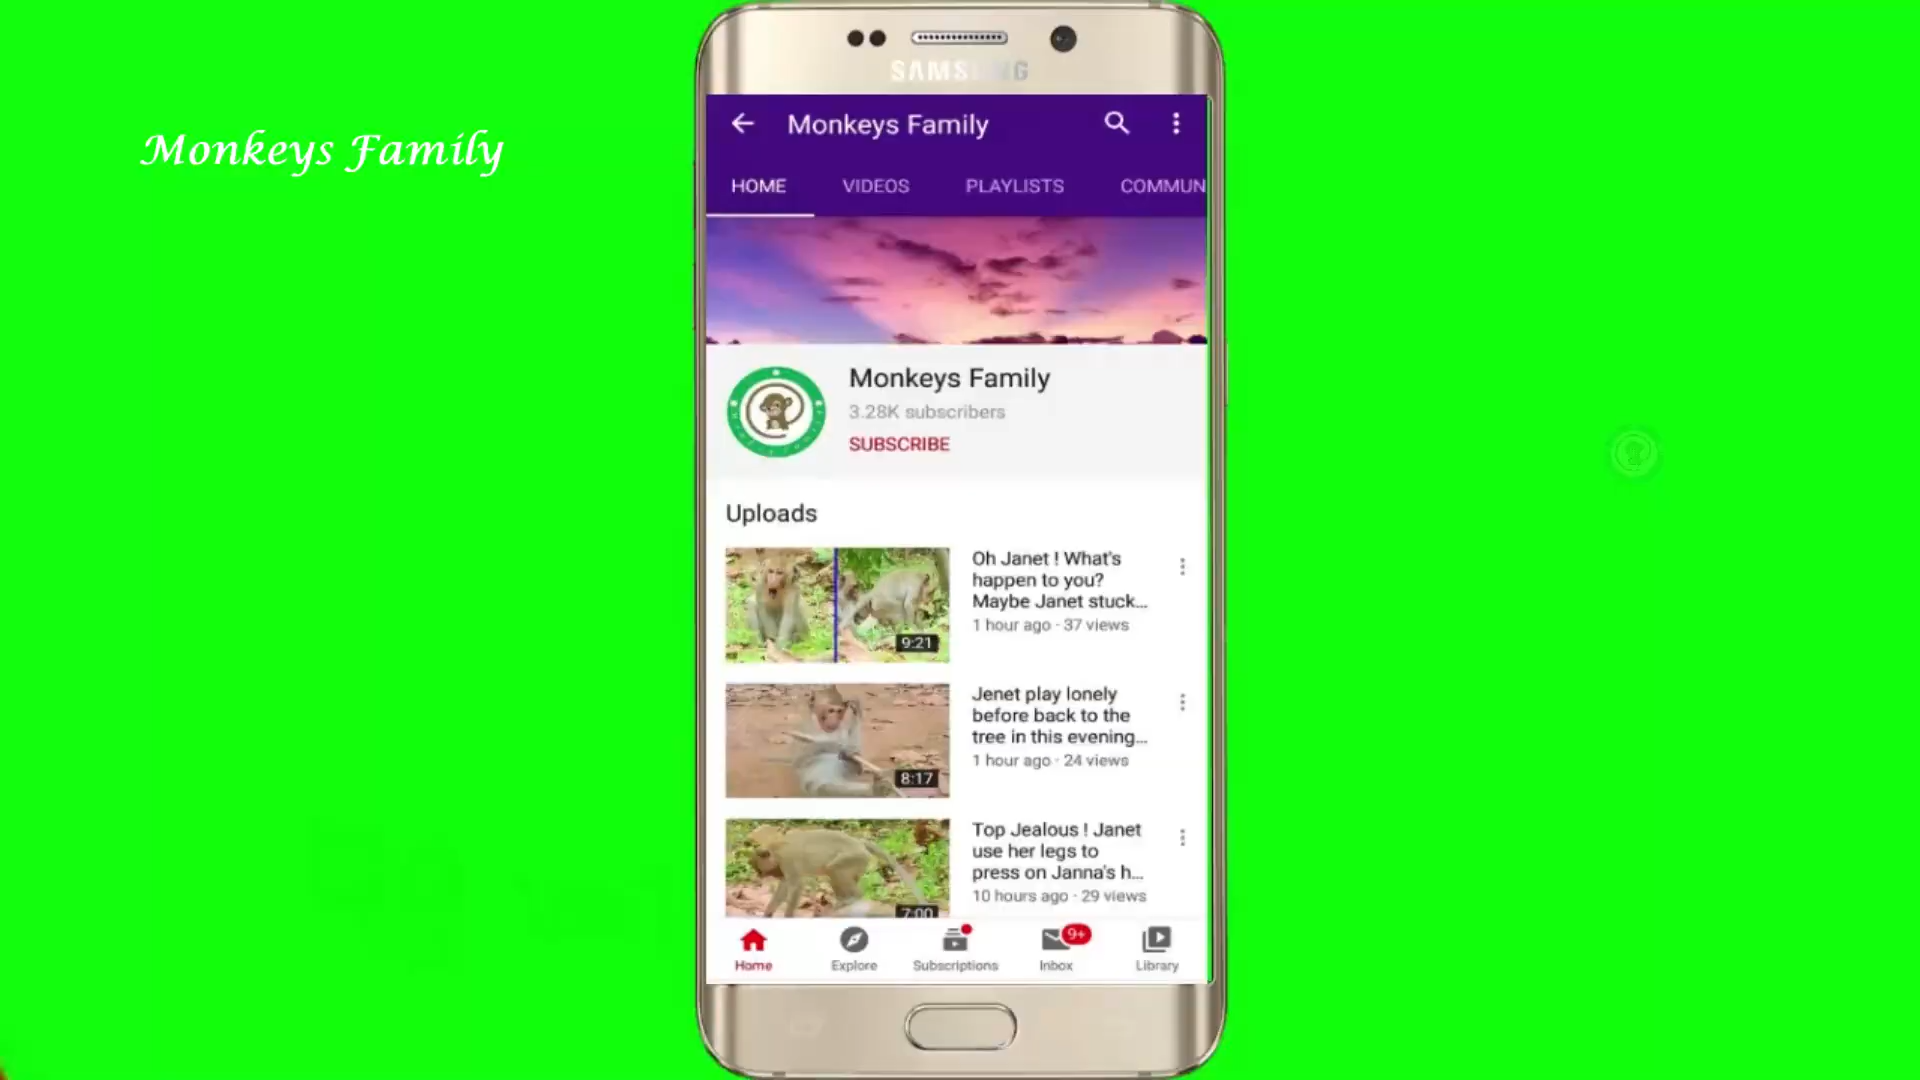 Monkeys Family
SAMSUNG
Monkeys Family
HOME VIDEOS PLAYLISTS COMMUN
Monkeys Family
3.28K subscribers
SUBSCRIBE
Uploads
Oh Janet ! What's
happen to you?
Maybe Janet stuck...
1 hour ago · 37 views
9:21
Jenet play lonely
before back to the
tree in this evening...
1 hour ago · 24 views
8:17
Top Jealous ! Janet
use her legs to
press on Janna's h...
10 hours ago · 29 views
7:00
9+
Home Explore Subscriptions Inbox Library